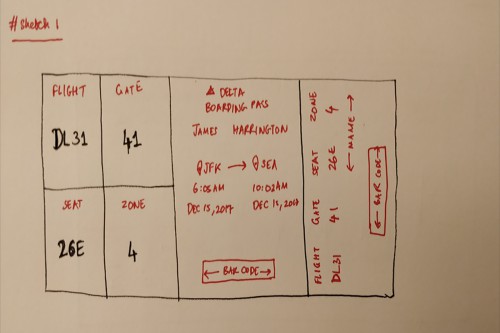 # Sketch 1
FLIGHT
DL31
GATE
41
SEAT
26E
ZONE
4
DELTA
BOARDING PASS
JAMES HARRINGTON
JFK → SEA
6:05AM 10:02AM
DEC 15, 2017 DEC 15, 2017
← BAR CODE →
FLIGHT GATE SEAT ZONE
DL31 41 26E 4
← NAME →
← BAR CODE →